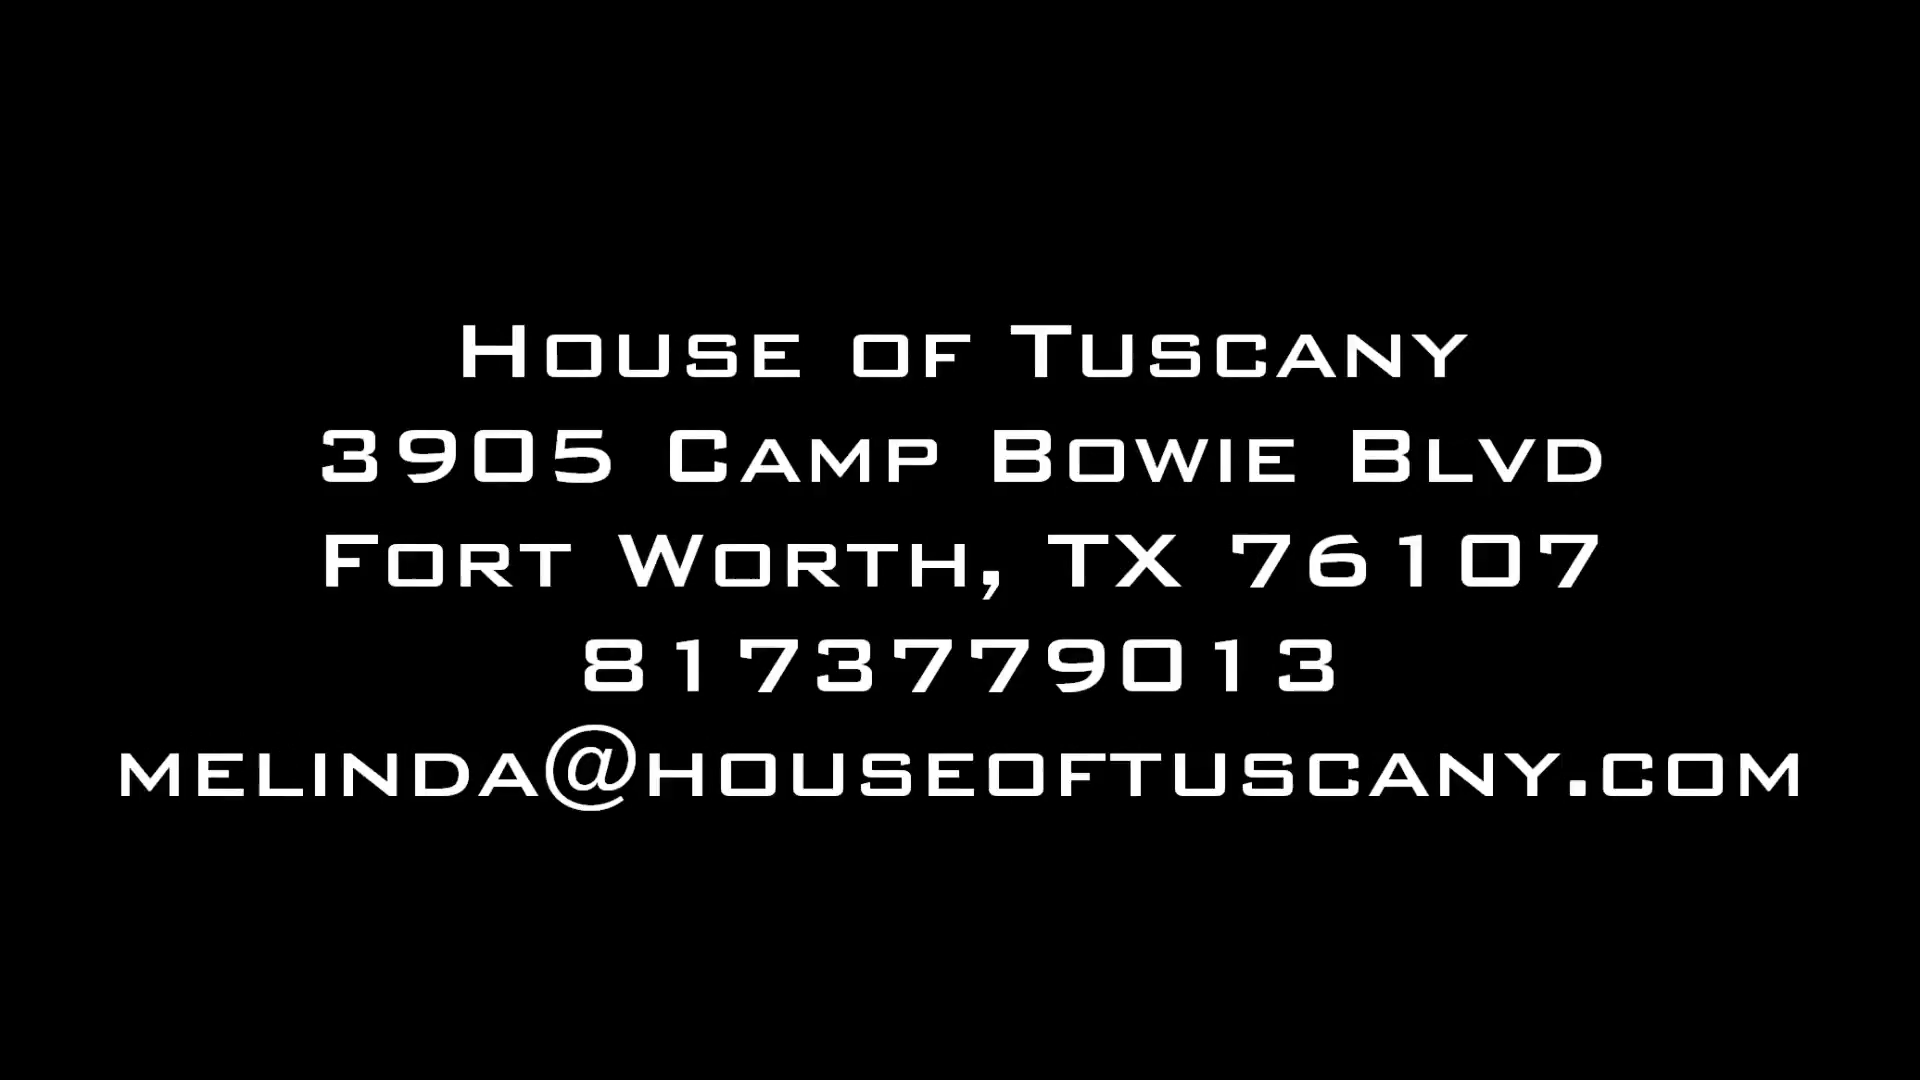 House of Tuscany
3905 Camp Bowie Blvd
Fort Worth, TX 76107
8173779013
melinda@houseoftuscany.com